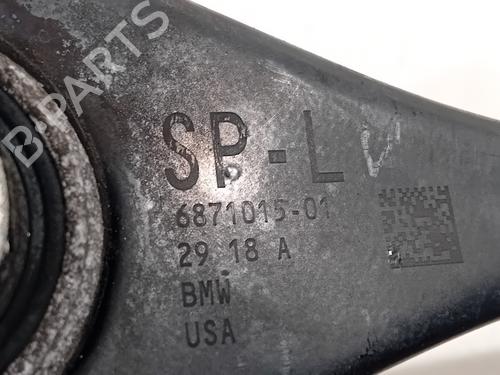 B-PARTS
SP-L V
6871015-01
29 18 A
BMW
USA